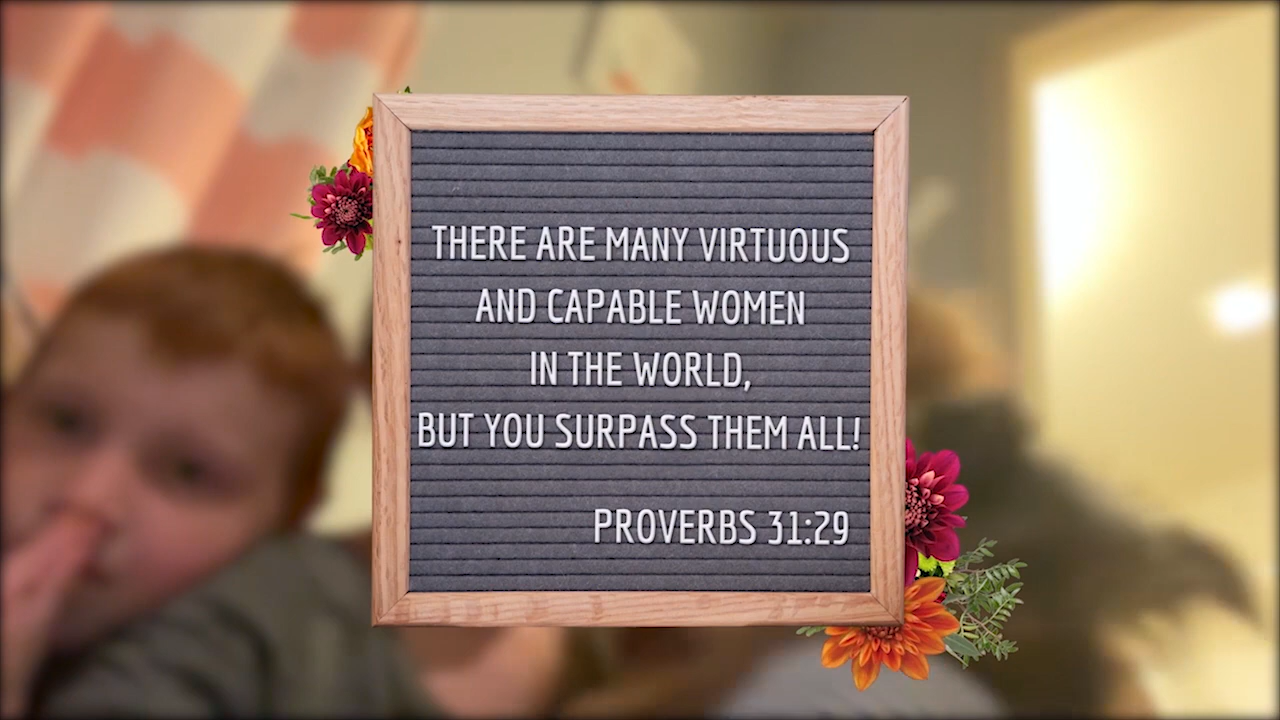 THERE ARE MANY VIRTUOUS
AND CAPABLE WOMEN
IN THE WORLD,
BUT YOU SURPASS THEM ALL!
PROVERBS 31:29